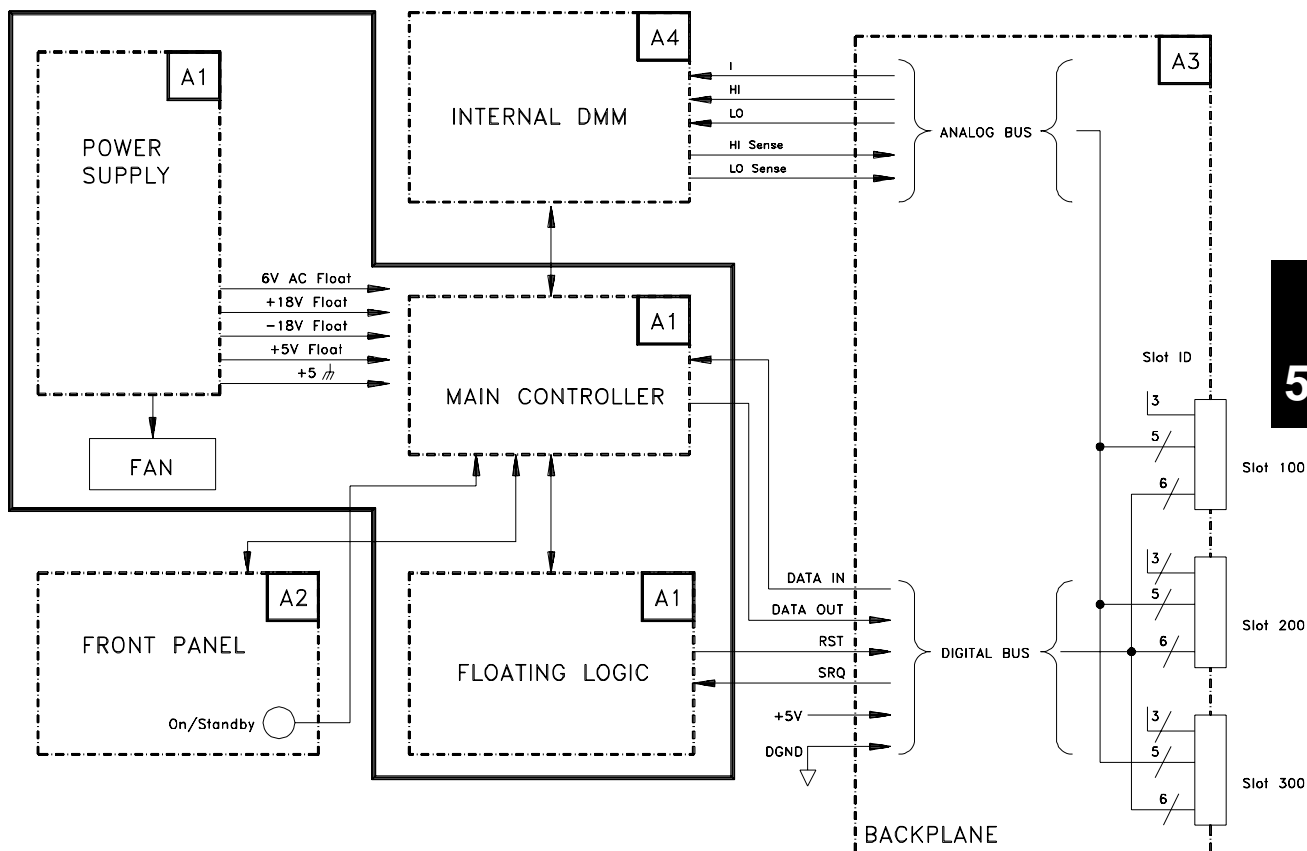 A1
POWER
SUPPLY
6V AC Float
+18V Float
-18V Float
+5V Float
+5
FAN
A4
INTERNAL DMM
I
HI
LO
HI Sense
LO Sense
ANALOG BUS
A3
A1
MAIN CONTROLLER
A2
FRONT PANEL
On/Standby
A1
FLOATING LOGIC
DATA IN
DATA OUT
RST
SRQ
+5V
DGND
DIGITAL BUS
BACKPLANE
Slot ID
3
5
6
Slot 100
3
5
6
Slot 200
3
5
6
Slot 300
5